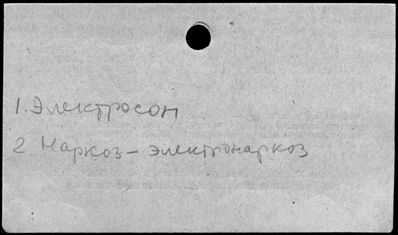 1. Электросон
2. Наркоз – электронаркоз